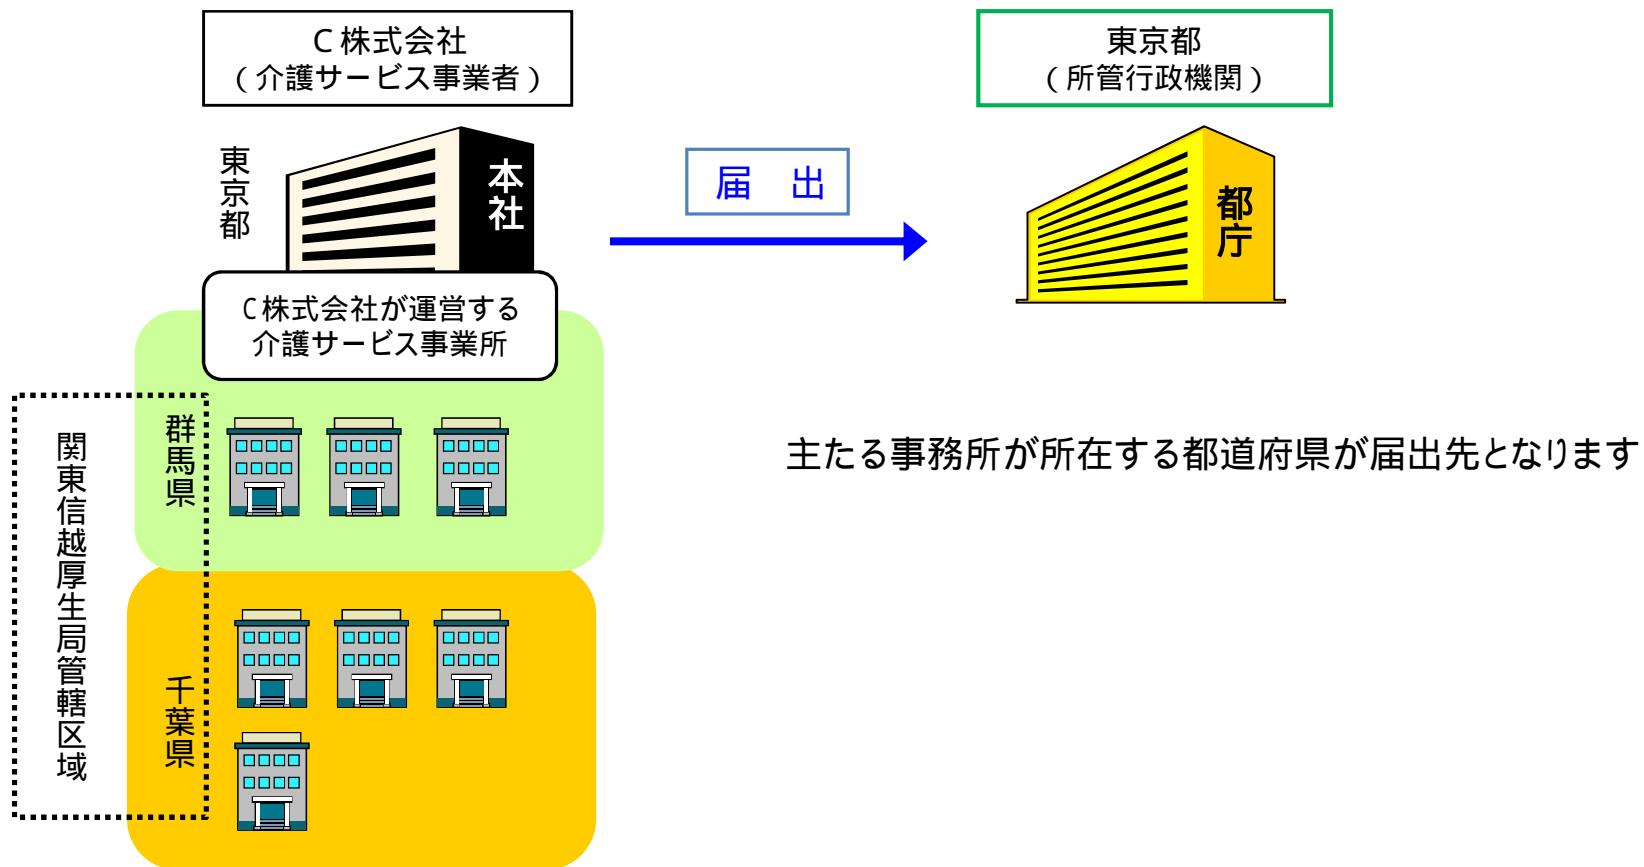 C株式会社
(介護サービス事業者)
東京都
(所管行政機関)
東京都
本社
届 出
都庁
C株式会社が運営する
介護サービス事業所
群馬県
関東信越厚生局管轄区域
主たる事務所が所在する都道府県が届出先となります
千葉県